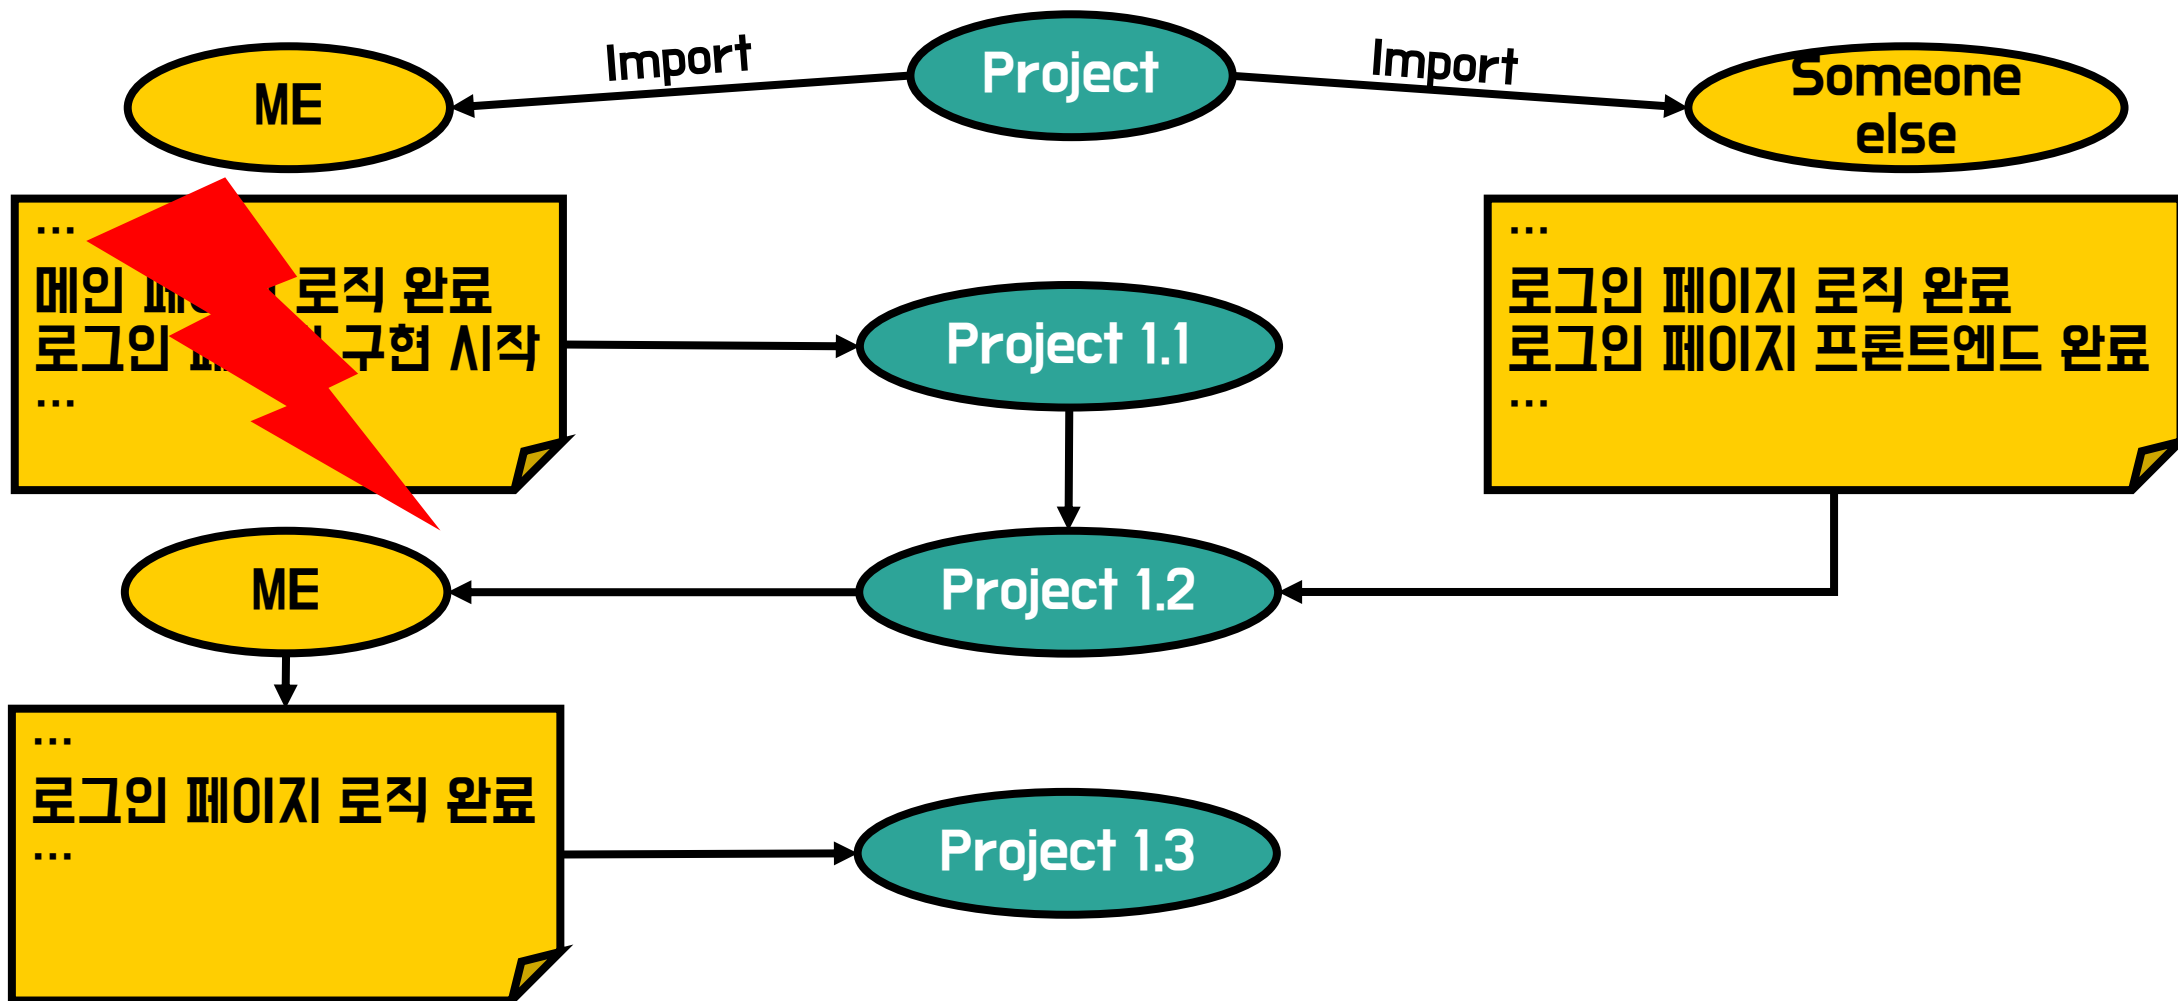 Import
Project
Import
ME
Someone
else
...
메인 로직 완료
로그인 구현 시작
...
Project 1.1
...
로그인 페이지 로직 완료
로그인 페이지 프론트엔드 완료
...
ME
Project 1.2
...
로그인 페이지 로직 완료
...
Project 1.3